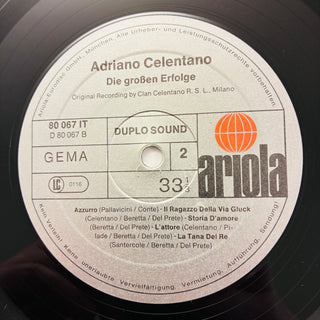 Ariola-Eurodisc GmbH, München. Alle Urheber- und Leistungsschutzrechte vorbehalten.
Adriano Celentano
Die großen Erfolge
Original Recording by Clan Celentano R. S. L., Milano
80 067 IT
D 80 067 B
DUPLO SOUND
GEMA
2
LC 0116
33 1/3
ariola
Azzurro (Pallavicini / Conte) · Il Ragazzo Della Via Gluck
(Celentano / Beretta / Del Prete) · Storia D'amore
(Beretta / Del Prete) · L'attore (Celentano / Pi-
lade / Beretta / Del Prete) · La Tana Del Re
(Santercole / Beretta / Del Prete)
Kein Verleih! Keine unerlaubte Vervielfältigung, Vermietung, Aufführung, Sendung!